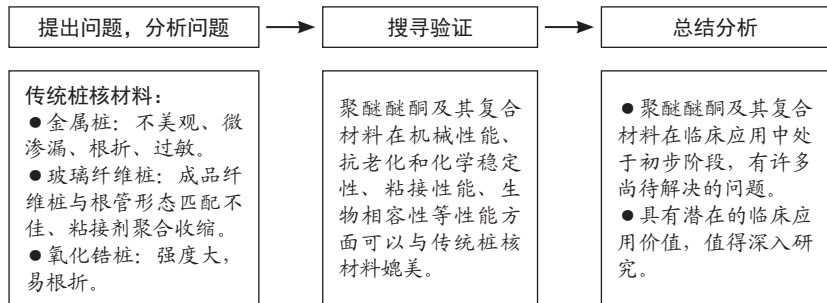 提出问题，分析问题
搜寻验证
总结分析
传统桩核材料：
●金属桩：不美观、微
渗漏、根折、过敏。
●玻璃纤维桩：成品纤
维桩与根管形态匹配不
佳、粘接剂聚合收缩。
●氧化锆桩：强度大，
易根折。
聚醚醚酮及其复合
材料在机械性能、
抗老化和化学稳定
性、粘接性能、生
物相容性等性能方
面可以与传统桩核
材料媲美。
●聚醚醚酮及其复合
材料在临床应用中处
于初步阶段，有许多
尚待解决的问题。
●具有潜在的临床应
用价值，值得深入研
究。